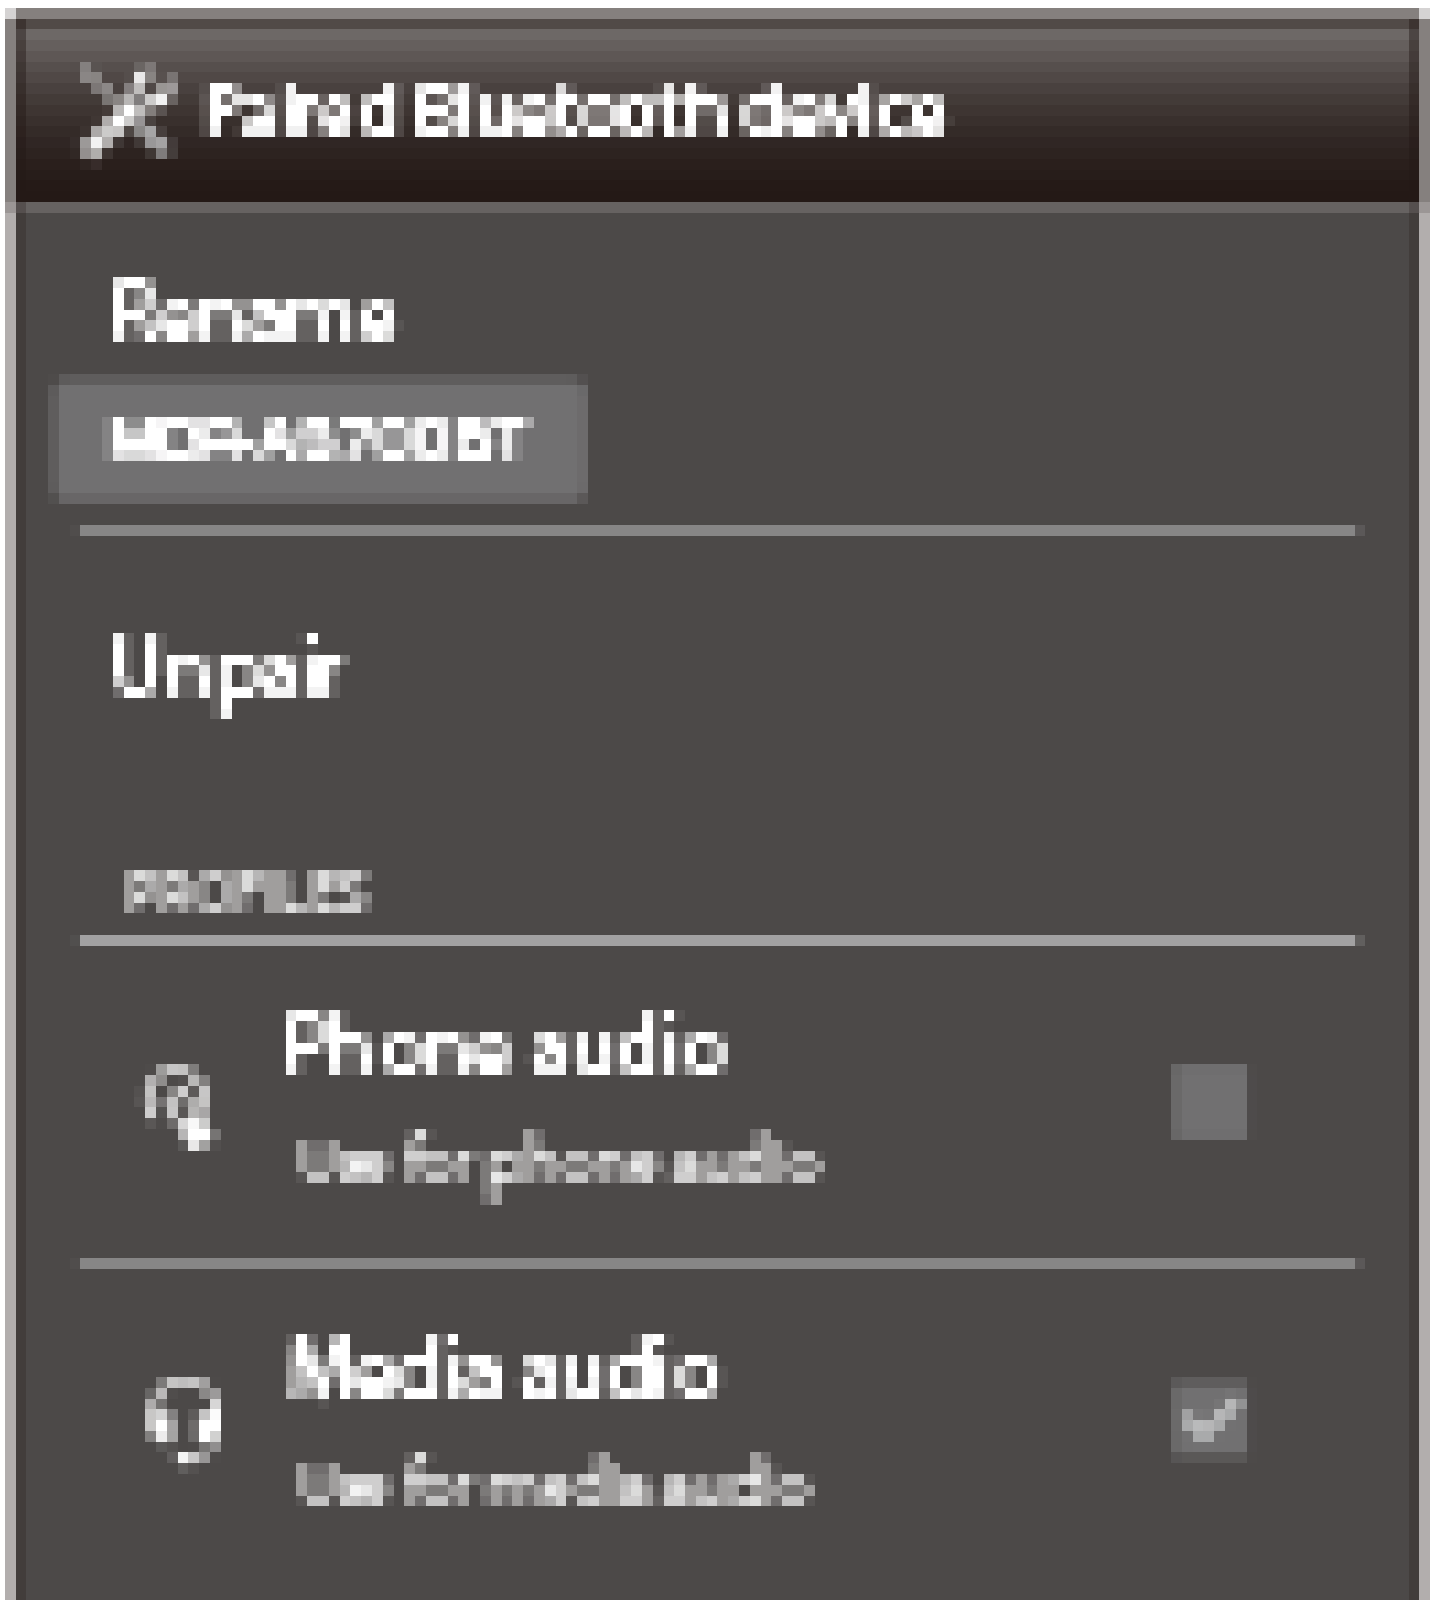 Paired Bluetooth device
Rename
MDR-AS700BT
Unpair
PROFILES
Phone audio
Use for phone audio
Media audio
Use for media audio